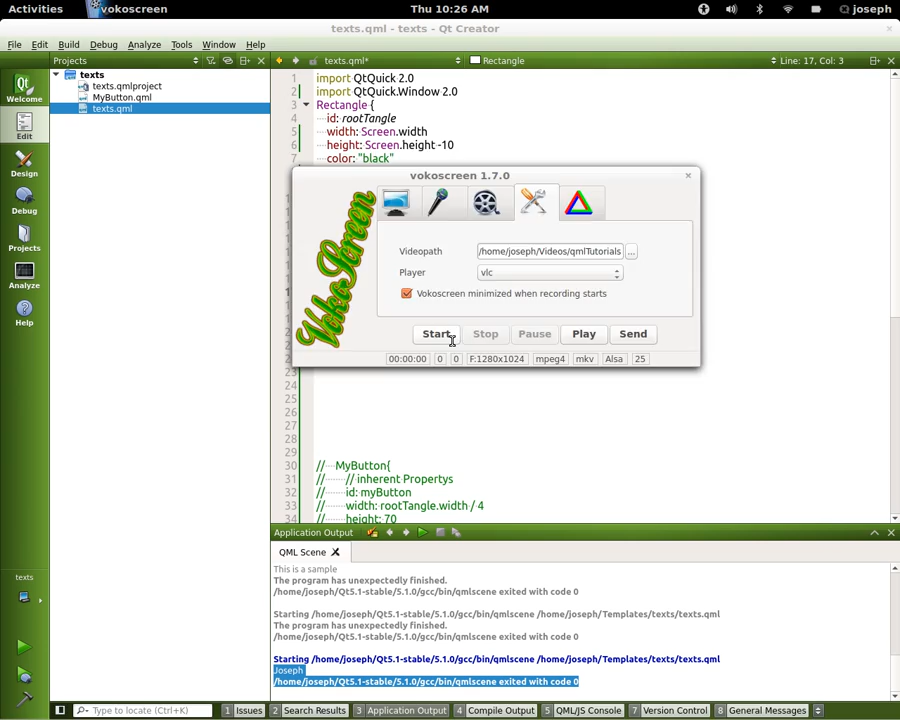 Activities vokoscreen Thu 10:26 AM joseph
texts.qml - texts - Qt Creator
File Edit Build Debug Analyze Tools Window Help
Projects texts.qml* Rectangle Line: 17, Col: 3
texts
texts.qmlproject
MyButton.qml
texts.qml
Welcome
Edit
Design
Debug
Projects
Analyze
Help
texts
1 import QtQuick 2.0
2 import QtQuick.Window 2.0
3 Rectangle {
4 id: rootTangle
5 width: Screen.width
6 height: Screen.height -10
7 color: "black"
vokoscreen 1.7.0
VokoScreen
Videopath /home/joseph/Videos/qmlTutorials ...
Player vlc
Vokoscreen minimized when recording starts
Start Stop Pause Play Send
00:00:00 0 0 F:1280x1024 mpeg4 mkv Alsa 25
23
24
25
26
27
28
29
30 // MyButton{
31 // // inherent Propertys
32 // id: myButton
33 // width: rootTangle.width / 4
34 // height: 70
Application Output
QML Scene
This is a sample
The program has unexpectedly finished.
/home/joseph/Qt5.1-stable/5.1.0/gcc/bin/qmlscene exited with code 0
Starting /home/joseph/Qt5.1-stable/5.1.0/gcc/bin/qmlscene /home/joseph/Templates/texts/texts.qml
The program has unexpectedly finished.
/home/joseph/Qt5.1-stable/5.1.0/gcc/bin/qmlscene exited with code 0
Starting /home/joseph/Qt5.1-stable/5.1.0/gcc/bin/qmlscene /home/joseph/Templates/texts/texts.qml
Joseph
/home/joseph/Qt5.1-stable/5.1.0/gcc/bin/qmlscene exited with code 0
Type to locate (Ctrl+K) 1 Issues 2 Search Results 3 Application Output 4 Compile Output 5 QML/JS Console 7 Version Control 8 General Messages